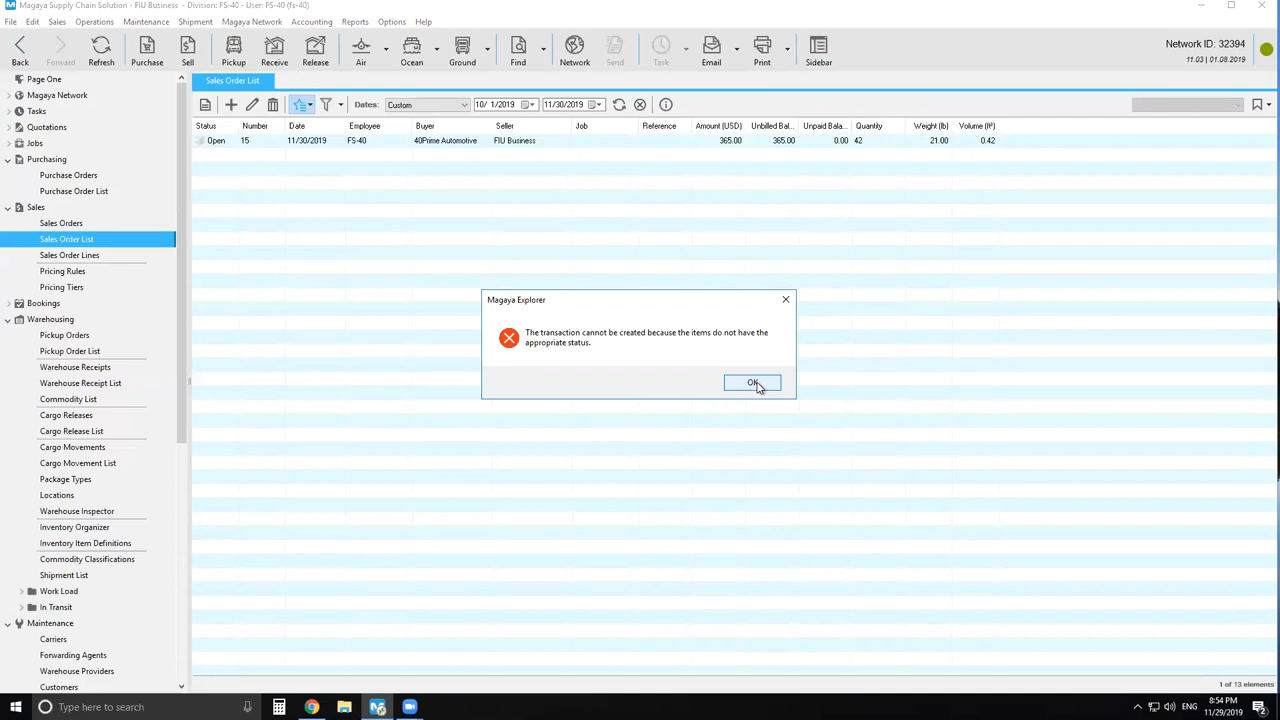 Magaya Supply Chain Solution - FIU Business - Division: FS-40 - User: FS-40 (fs-40)
File Edit Sales Operations Maintenance Shipment Magaya Network Accounting Reports Options Help
Back Forward Refresh Purchase Sell Pickup Receive Release Air Ocean Ground Find Network Send Task Email Print Sidebar
Network ID: 32394
11.03 | 01.08.2019
Page One
Magaya Network
Tasks
Quotations
Jobs
Purchasing
Purchase Orders
Purchase Order List
Sales
Sales Orders
Sales Order List
Sales Order Lines
Pricing Rules
Pricing Tiers
Bookings
Warehousing
Pickup Orders
Pickup Order List
Warehouse Receipts
Warehouse Receipt List
Commodity List
Cargo Releases
Cargo Release List
Cargo Movements
Cargo Movement List
Package Types
Locations
Warehouse Inspector
Inventory Organizer
Inventory Item Definitions
Commodity Classifications
Shipment List
Work Load
In Transit
Maintenance
Carriers
Forwarding Agents
Warehouse Providers
Customers
Sales Order List
Dates: Custom 10/ 1/2019 11/30/2019
Status Number Date Employee Buyer Seller Job Reference Amount (USD) Unbilled Bal... Unpaid Bala... Quantity Weight (lb) Volume (ft³)
Open 15 11/30/2019 FS-40 40Prime Automotive FIU Business 365.00 365.00 0.00 42 21.00 0.42
Magaya Explorer
The transaction cannot be created because the items do not have the
appropriate status.
OK
1 of 13 elements
Type here to search
ENG
8:54 PM
11/29/2019
2